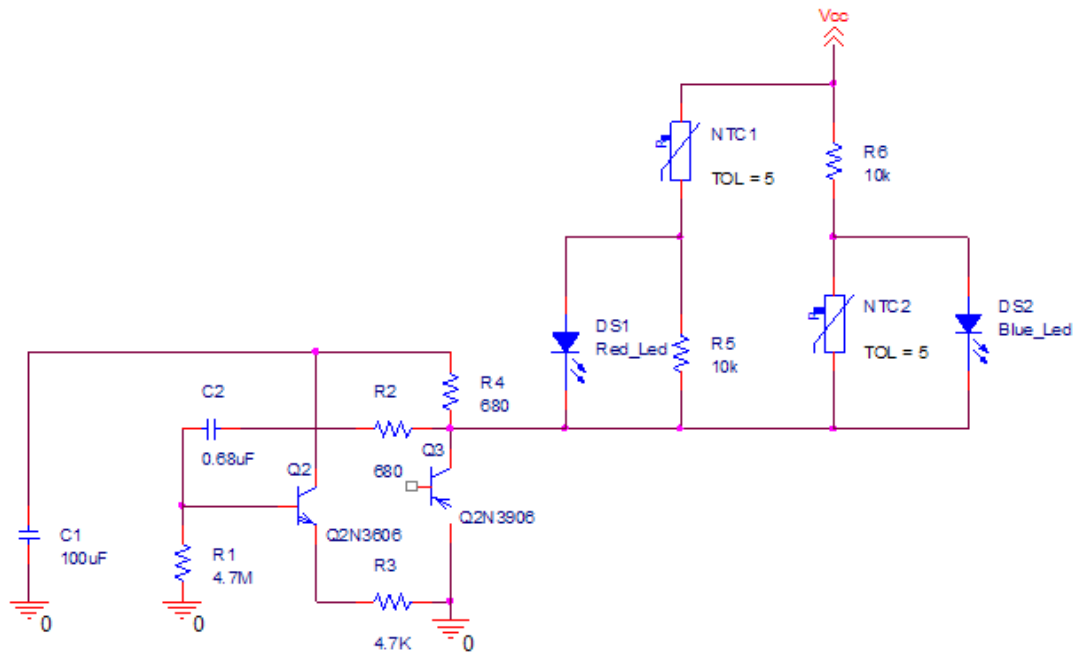 Vcc
NTC1
TOL = 5
R6
10k
DS1
Red_Led
R5
10k
NTC2
TOL = 5
DS2
Blue_Led
C2
0.68uF
R2
680
R4
680
Q3
Q2N3906
Q2
Q2N3606
C1
100uF
R1
4.7M
R3
4.7K
0
0
0